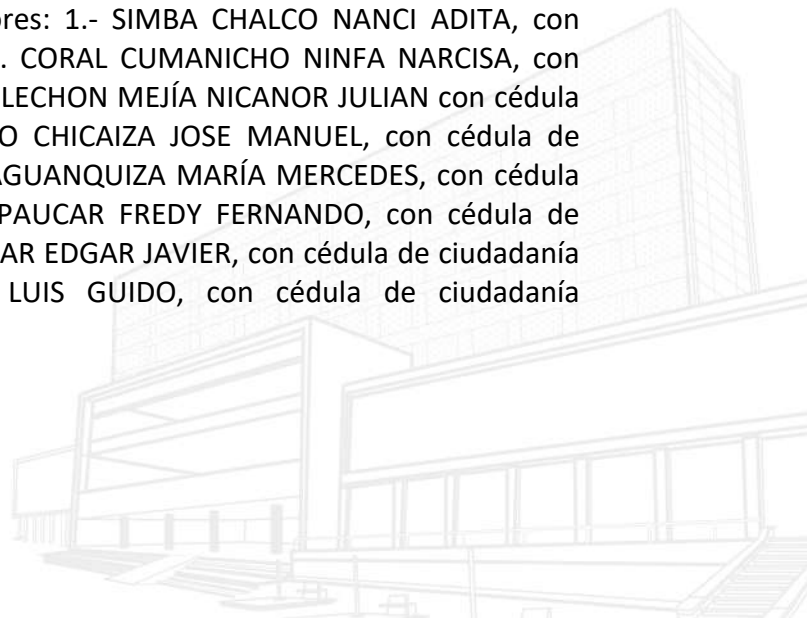 ores: 1.- SIMBA CHALCO NANCI ADITA, con
. CORAL CUMANICHO NINFA NARCISA, con
LECHON MEJÍA NICANOR JULIAN con cédula
O CHICAIZA JOSE MANUEL, con cédula de
AGUANQUIZA MARÍA MERCEDES, con cédula
PAUCAR FREDY FERNANDO, con cédula de
AR EDGAR JAVIER, con cédula de ciudadanía
LUIS GUIDO, con cédula de ciudadanía